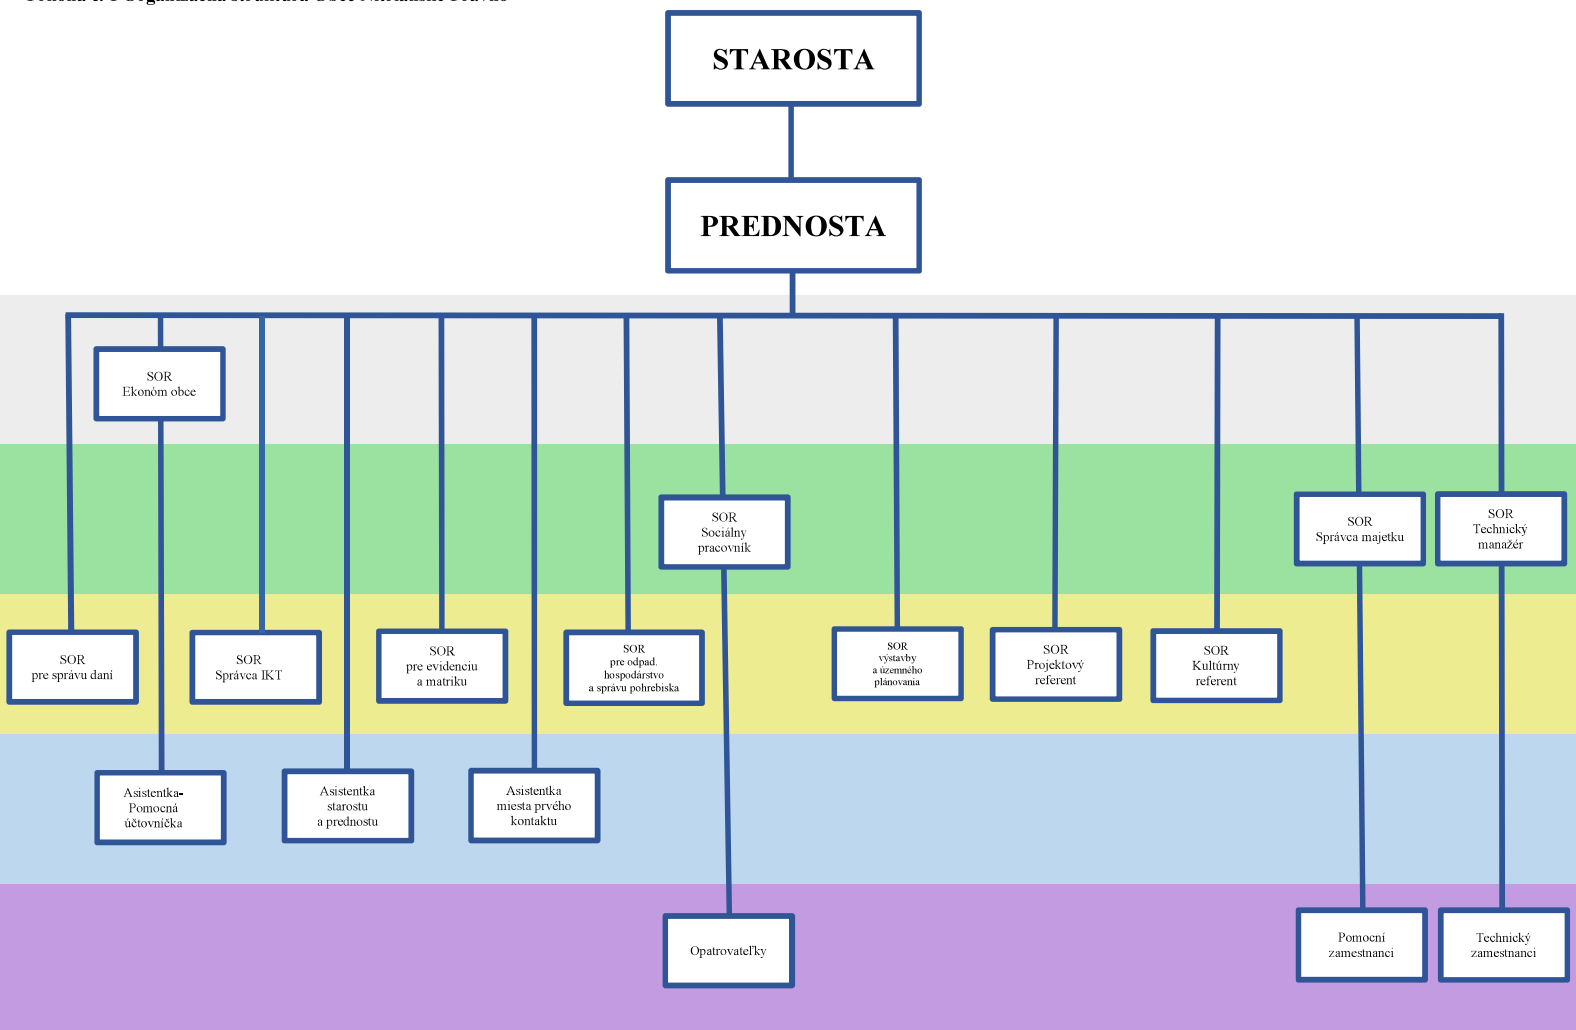 STAROSTA
PREDNOSTA
SOR
Ekonóm obce
SOR
Sociálny
pracovník
SOR
Správca majetku
SOR
Technický
manažér
SOR
pre správu daní
SOR
Správca IKT
SOR
pre evidenciu
a matriku
SOR
pre odpad.
hospodárstvo
a správu pohrebiska
SOR
výstavby
a územného
plánovania
SOR
Projektový
referent
SOR
Kultúrny
referent
Asistentka-
Pomocná
účtovníčka
Asistentka
starostu
a prednostu
Asistentka
miesta prvého
kontaktu
Opatrovateľky
Pomocní
zamestnanci
Technický
zamestnanci